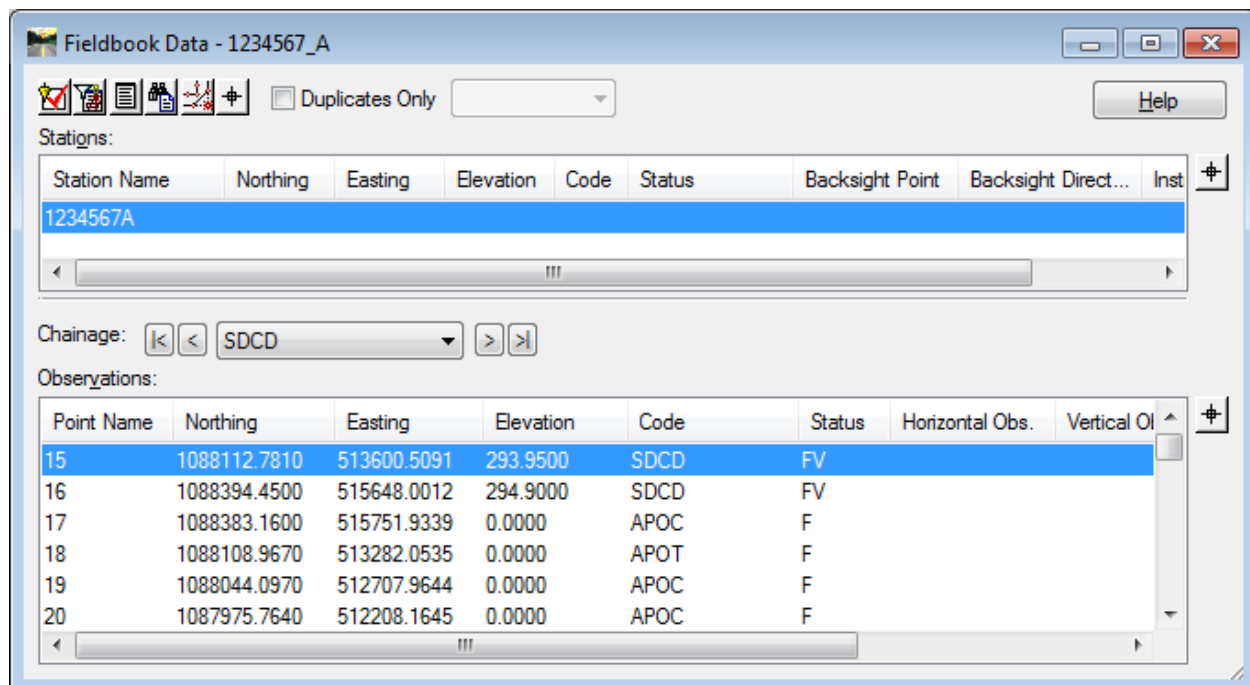 Fieldbook Data - 1234567_A
Duplicates Only
Help
Stations:
Station Name Northing Easting Elevation Code Status Backsight Point Backsight Direct... Inst
1234567A
Chainage: |< < SDCD > >|
Observations:
Point Name Northing Easting Elevation Code Status Horizontal Obs. Vertical Ol
15 1088112.7810 513600.5091 293.9500 SDCD FV
16 1088394.4500 515648.0012 294.9000 SDCD FV
17 1088383.1600 515751.9339 0.0000 APOC F
18 1088108.9670 513282.0535 0.0000 APOT F
19 1088044.0970 512707.9644 0.0000 APOC F
20 1087975.7640 512208.1645 0.0000 APOC F